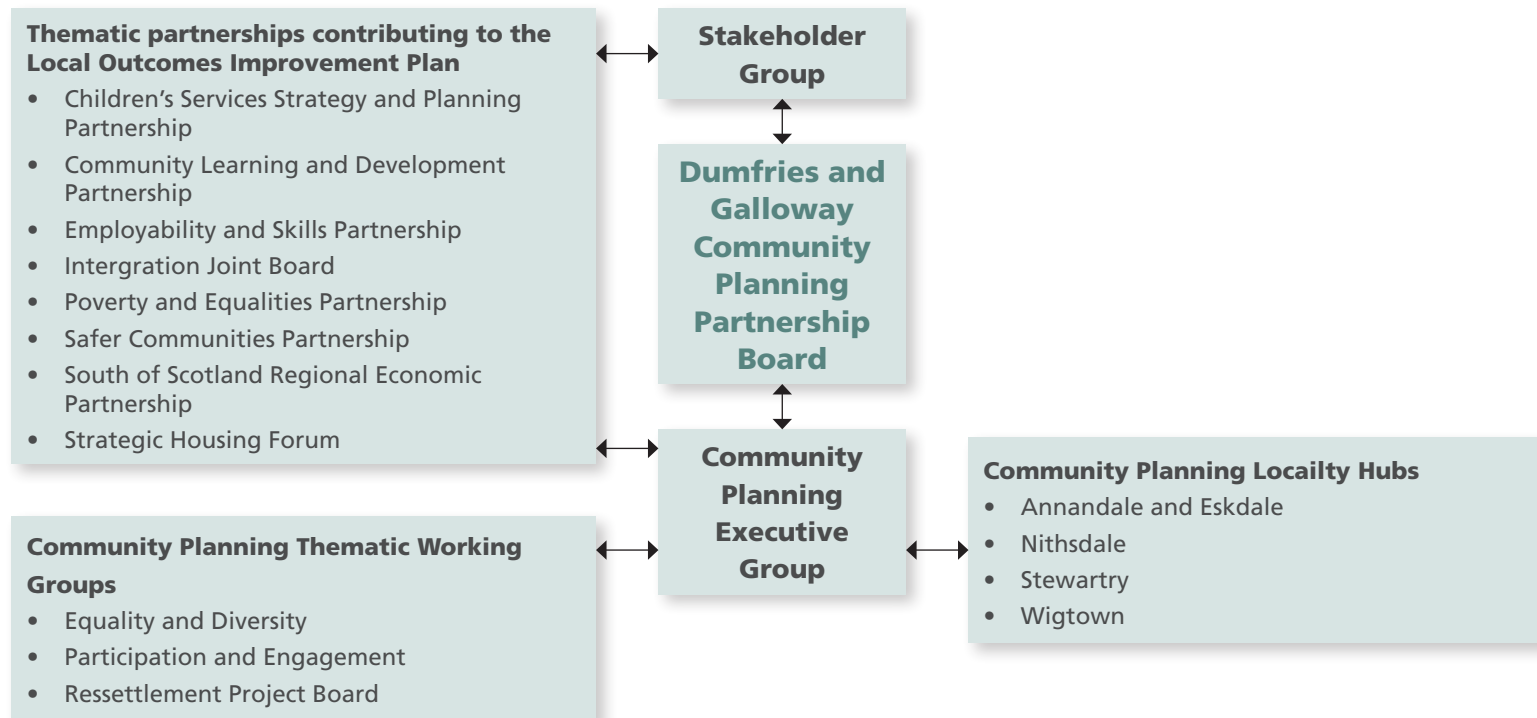 Thematic partnerships contributing to the
Local Outcomes Improvement Plan
• Children's Services Strategy and Planning
Partnership
• Community Learning and Development
Partnership
• Employability and Skills Partnership
• Intergration Joint Board
• Poverty and Equalities Partnership
• Safer Communities Partnership
• South of Scotland Regional Economic
Partnership
• Strategic Housing Forum
Stakeholder
Group
Dumfries and
Galloway
Community
Planning
Partnership
Board
Community
Planning
Executive
Group
Community Planning Thematic Working
Groups
• Equality and Diversity
• Participation and Engagement
• Ressettlement Project Board
Community Planning Locailty Hubs
• Annandale and Eskdale
• Nithsdale
• Stewartry
• Wigtown